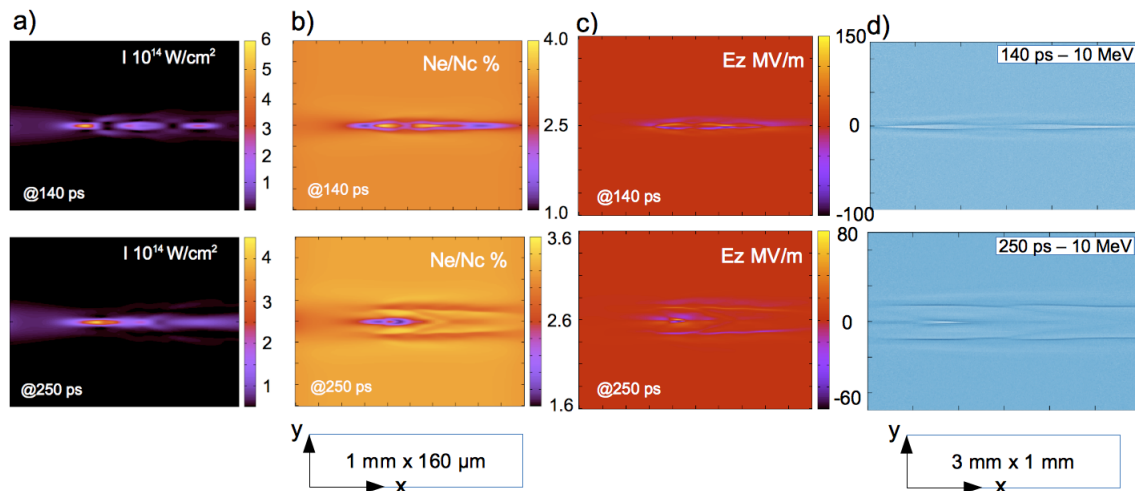 a) b) c) d)
I 10¹⁴ W/cm²
6
5
4
3
2
1
@140 ps
Ne/Nc %
4.0
2.5
1.0
@140 ps
Ez MV/m
150
0
-100
@140 ps
140 ps – 10 MeV
I 10¹⁴ W/cm²
4
3
2
1
@250 ps
Ne/Nc %
3.6
2.6
1.6
@250 ps
Ez MV/m
80
0
-60
@250 ps
250 ps – 10 MeV
y
1 mm x 160 µm
x
y
3 mm x 1 mm
x